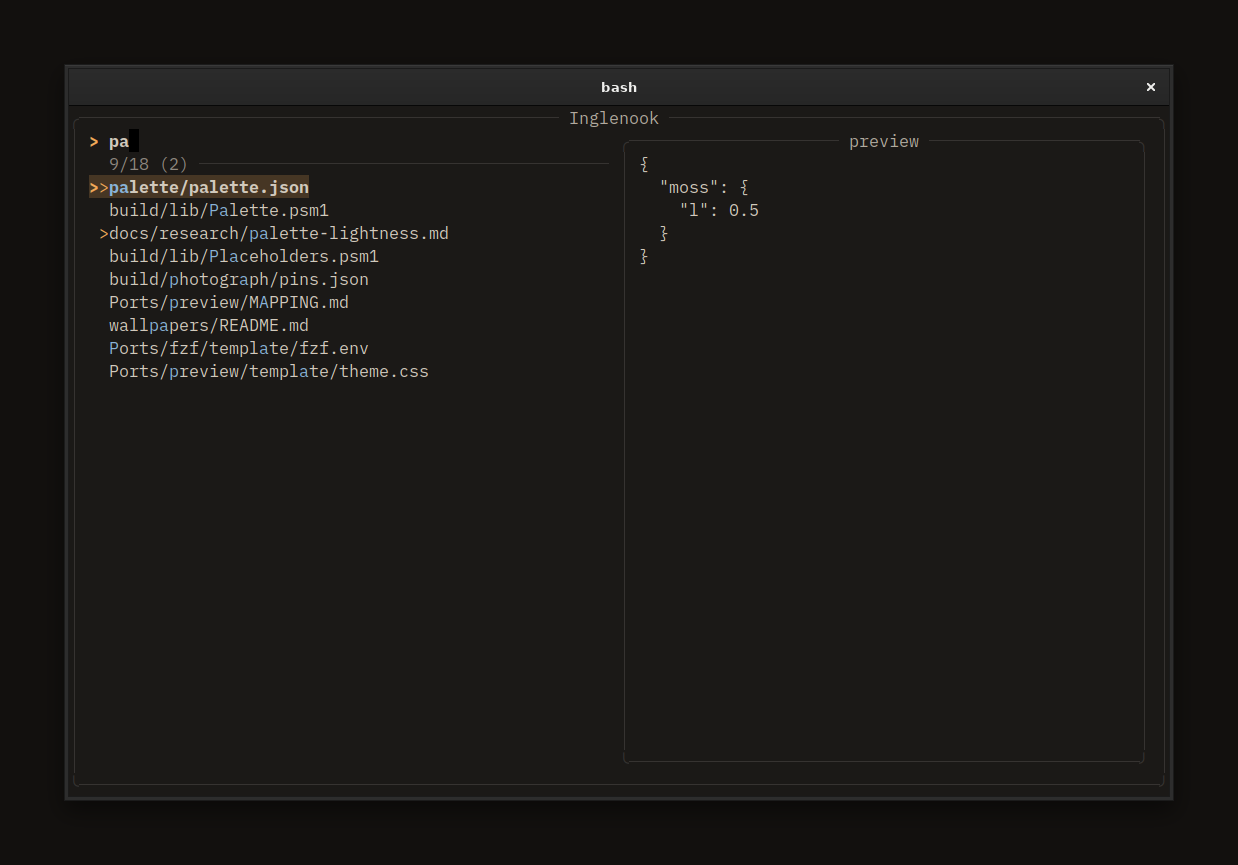 bash ×
Inglenook
> pa
9/18 (2)
>>palette/palette.json
build/lib/Palette.psm1
>docs/research/palette-lightness.md
build/lib/Placeholders.psm1
build/photograph/pins.json
Ports/preview/MAPPING.md
wallpapers/README.md
Ports/fzf/template/fzf.env
Ports/preview/template/theme.css
preview
{
  "moss": {
    "l": 0.5
  }
}